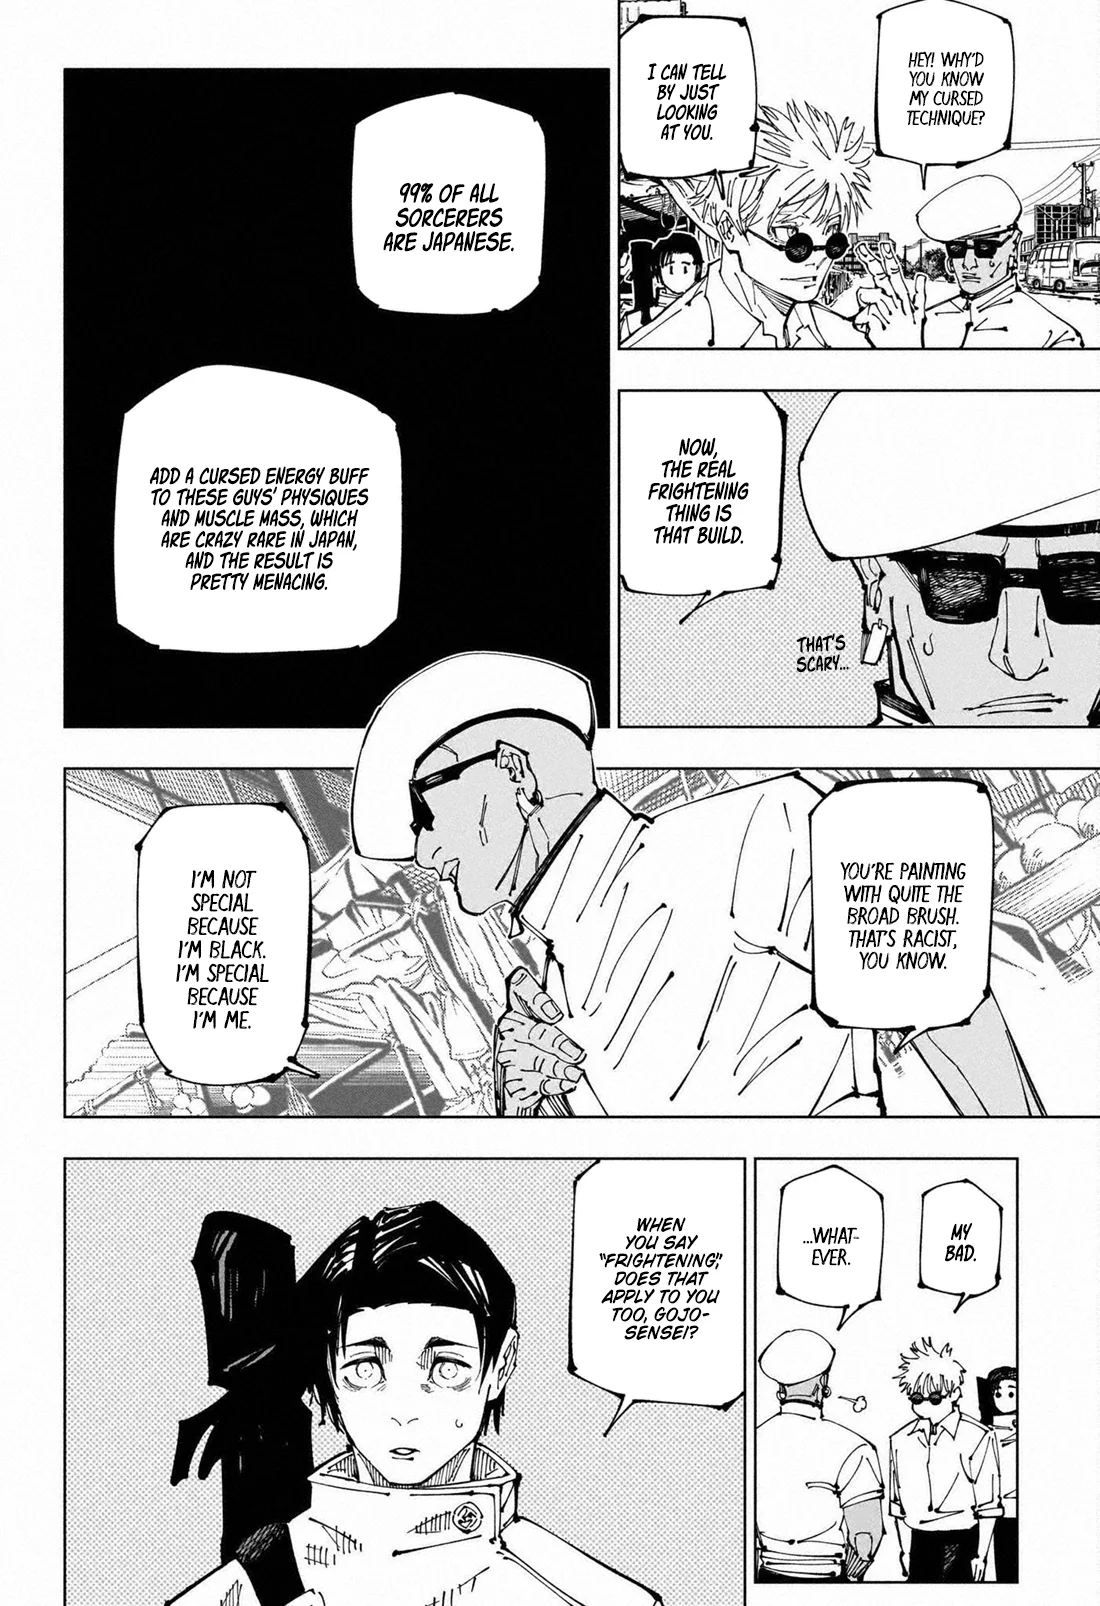 HEY! WHY'D
YOU KNOW
MY CURSED
TECHNIQUE?
I CAN TELL
BY JUST
LOOKING
AT YOU.
NOW,
THE REAL
FRIGHTENING
THING IS
THAT BUILD.
THAT'S
SCARY...
99% OF ALL
SORCERERS
ARE JAPANESE.
ADD A CURSED ENERGY BUFF
TO THESE GUYS' PHYSIQUES
AND MUSCLE MASS, WHICH
ARE CRAZY RARE IN JAPAN,
AND THE RESULT IS
PRETTY MENACING.
YOU'RE PAINTING
WITH QUITE THE
BROAD BRUSH.
THAT'S RACIST,
YOU KNOW.
I'M NOT
SPECIAL
BECAUSE
I'M BLACK.
I'M SPECIAL
BECAUSE
I'M ME.
MY
BAD.
...WHAT-
EVER.
WHEN
YOU SAY
"FRIGHTENING,"
DOES THAT
APPLY TO YOU
TOO, GOJO-
SENSEI?